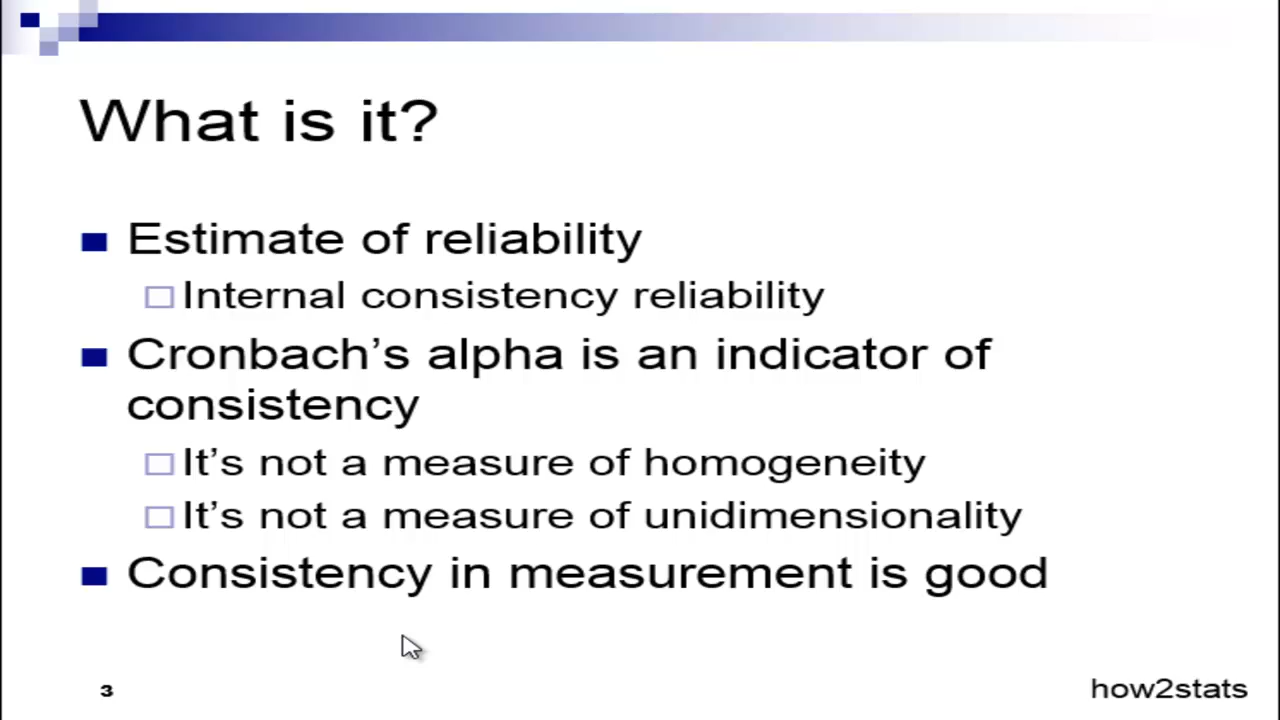 What is it?
Estimate of reliability
Internal consistency reliability
Cronbach’s alpha is an indicator of
consistency
It’s not a measure of homogeneity
It’s not a measure of unidimensionality
Consistency in measurement is good
3
how2stats